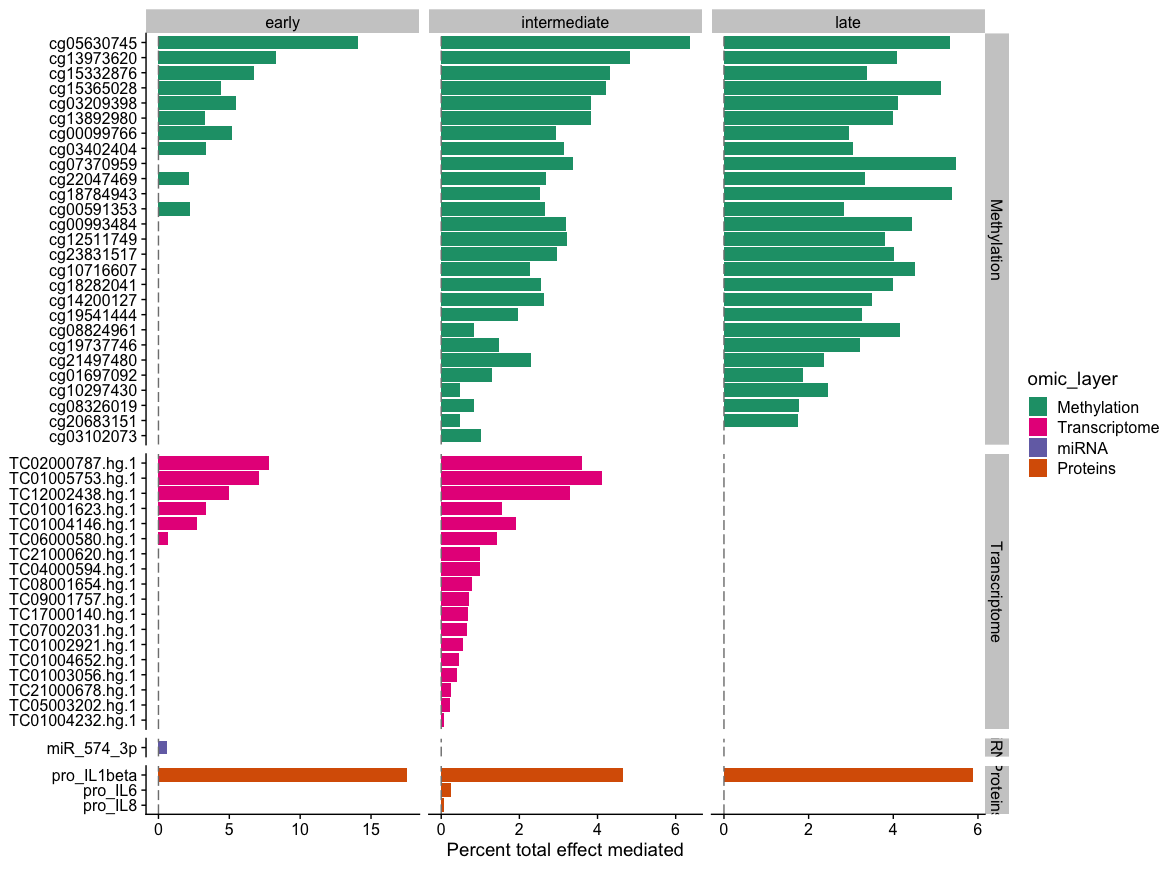 early intermediate late
cg05630745
cg13973620
cg15332876
cg15365028
cg03209398
cg13892980
cg00099766
cg03402404
cg07370959
cg22047469
cg18784943
cg00591353
cg00993484
cg12511749
cg23831517
cg10716607
cg18282041
cg14200127
cg19541444
cg08824961
cg19737746
cg21497480
cg01697092
cg10297430
cg08326019
cg20683151
cg03102073
Methylation
TC02000787.hg.1
TC01005753.hg.1
TC12002438.hg.1
TC01001623.hg.1
TC01004146.hg.1
TC06000580.hg.1
TC21000620.hg.1
TC04000594.hg.1
TC08001654.hg.1
TC09001757.hg.1
TC17000140.hg.1
TC07002031.hg.1
TC01002921.hg.1
TC01004652.hg.1
TC01003056.hg.1
TC21000678.hg.1
TC05003202.hg.1
TC01004232.hg.1
Transcriptome
miR_574_3p
pro_IL1beta
pro_IL6
pro_IL8
Proteins
0 5 10 15 0 2 4 6 0 2 4 6
Percent total effect mediated
omic_layer
Methylation
Transcriptome
miRNA
Proteins